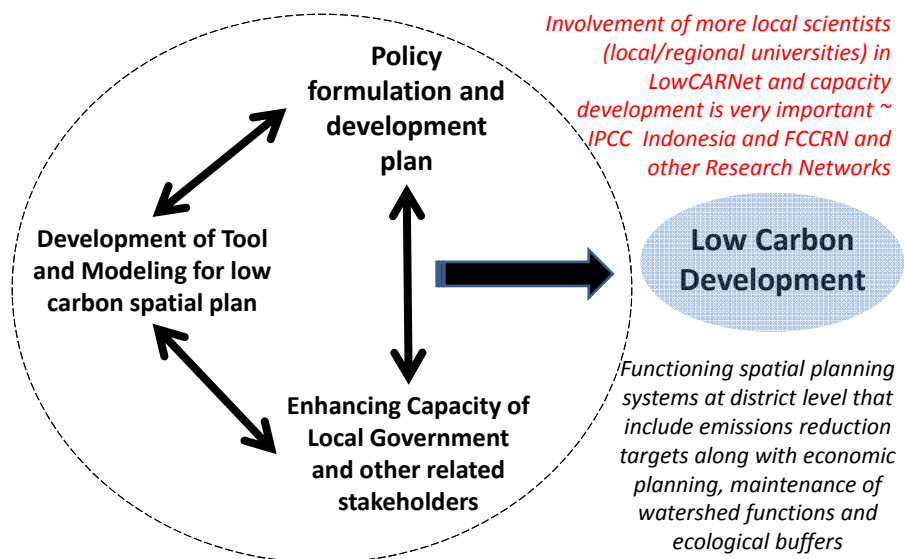 Policy
formulation and
development
plan
Development of Tool
and Modeling for low
carbon spatial plan
Enhancing Capacity of
Local Government
and other related
stakeholders
Involvement of more local scientists
(local/regional universities) in
LowCARNet and capacity
development is very important ~
IPCC Indonesia and FCCRN and
other Research Networks
Low Carbon
Development
Functioning spatial planning
systems at district level that
include emissions reduction
targets along with economic
planning, maintenance of
watershed functions and
ecological buffers